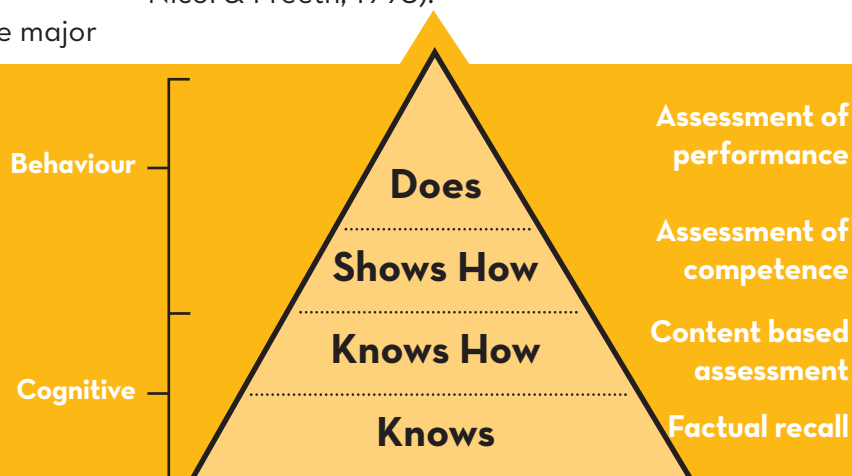 e major
Behaviour
Cognitive
Does
Shows How
Knows How
Knows
Assessment of
performance
Assessment of
competence
Content based
assessment
Factual recall